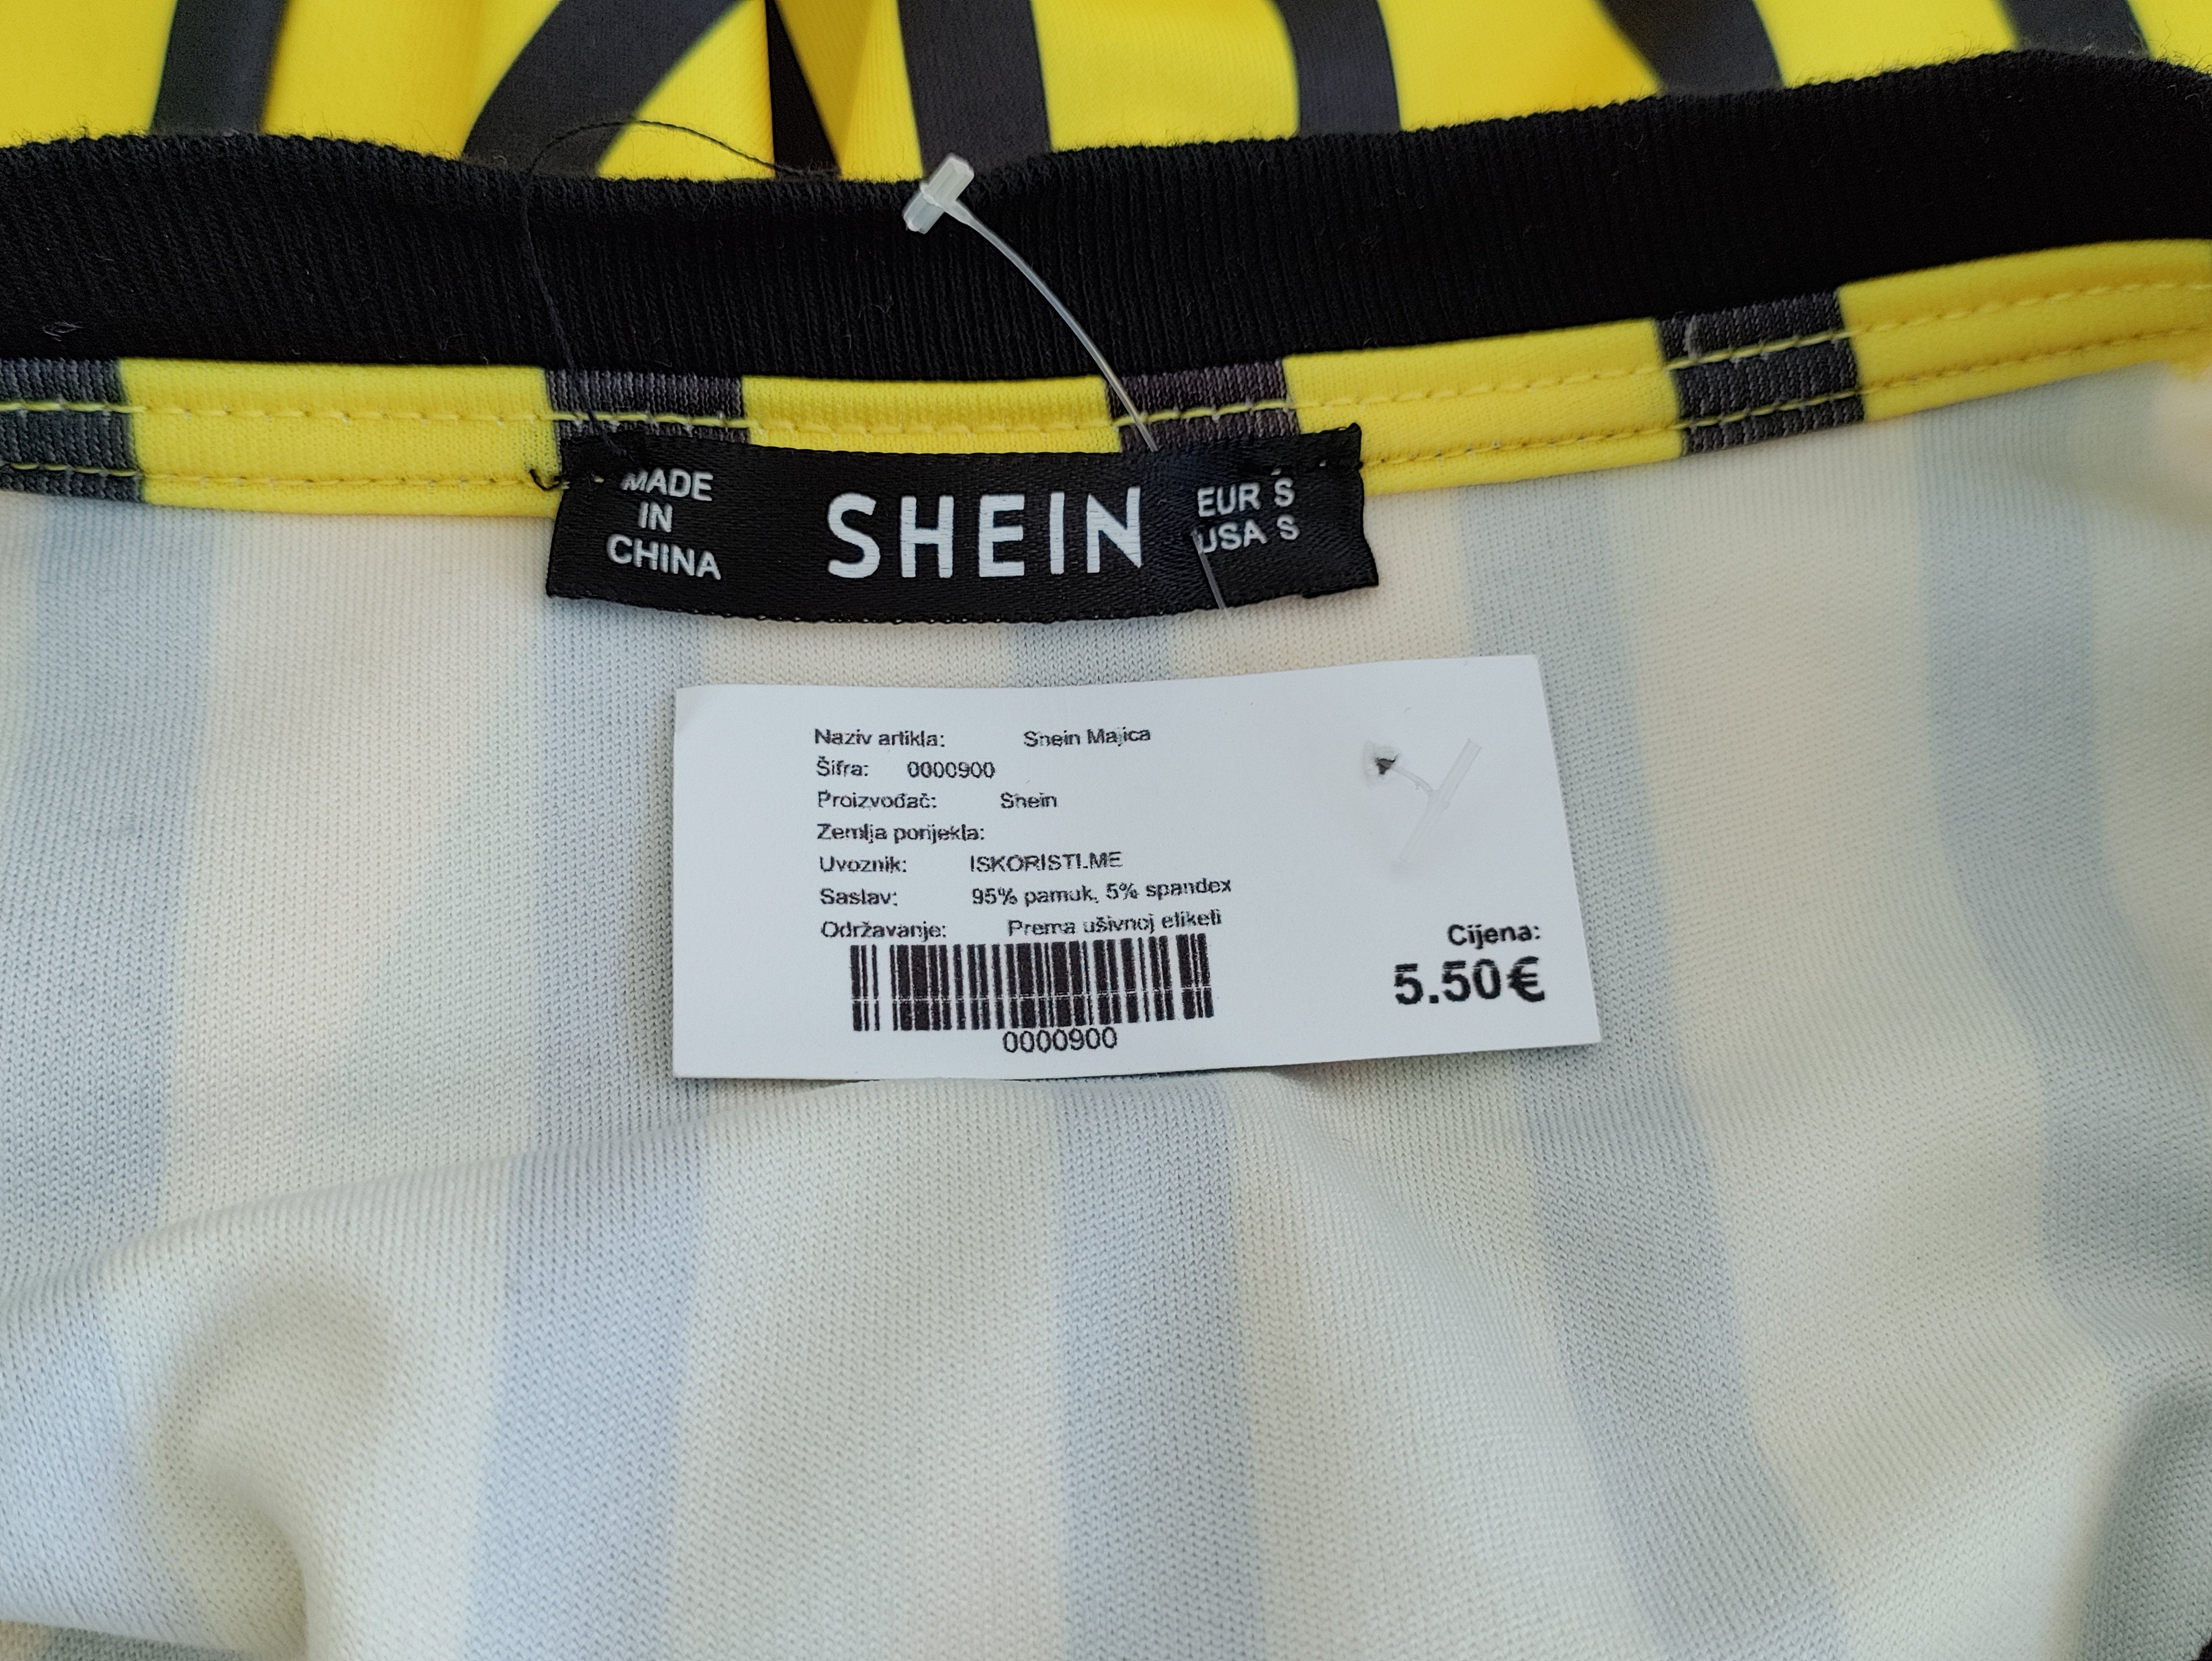 MADE
IN
CHINA
SHEIN
EUR S
USA S
Naziv artikla: Shein Majica
Šifra: 0000900
Proizvođač: Shein
Zemlja porijekla:
Uvoznik: ISKORISTI.ME
Saslav: 95% pamuk, 5% spandex
Održavanje: Prema ušivnoj etiketi
0000900
Cijena:
5.50€